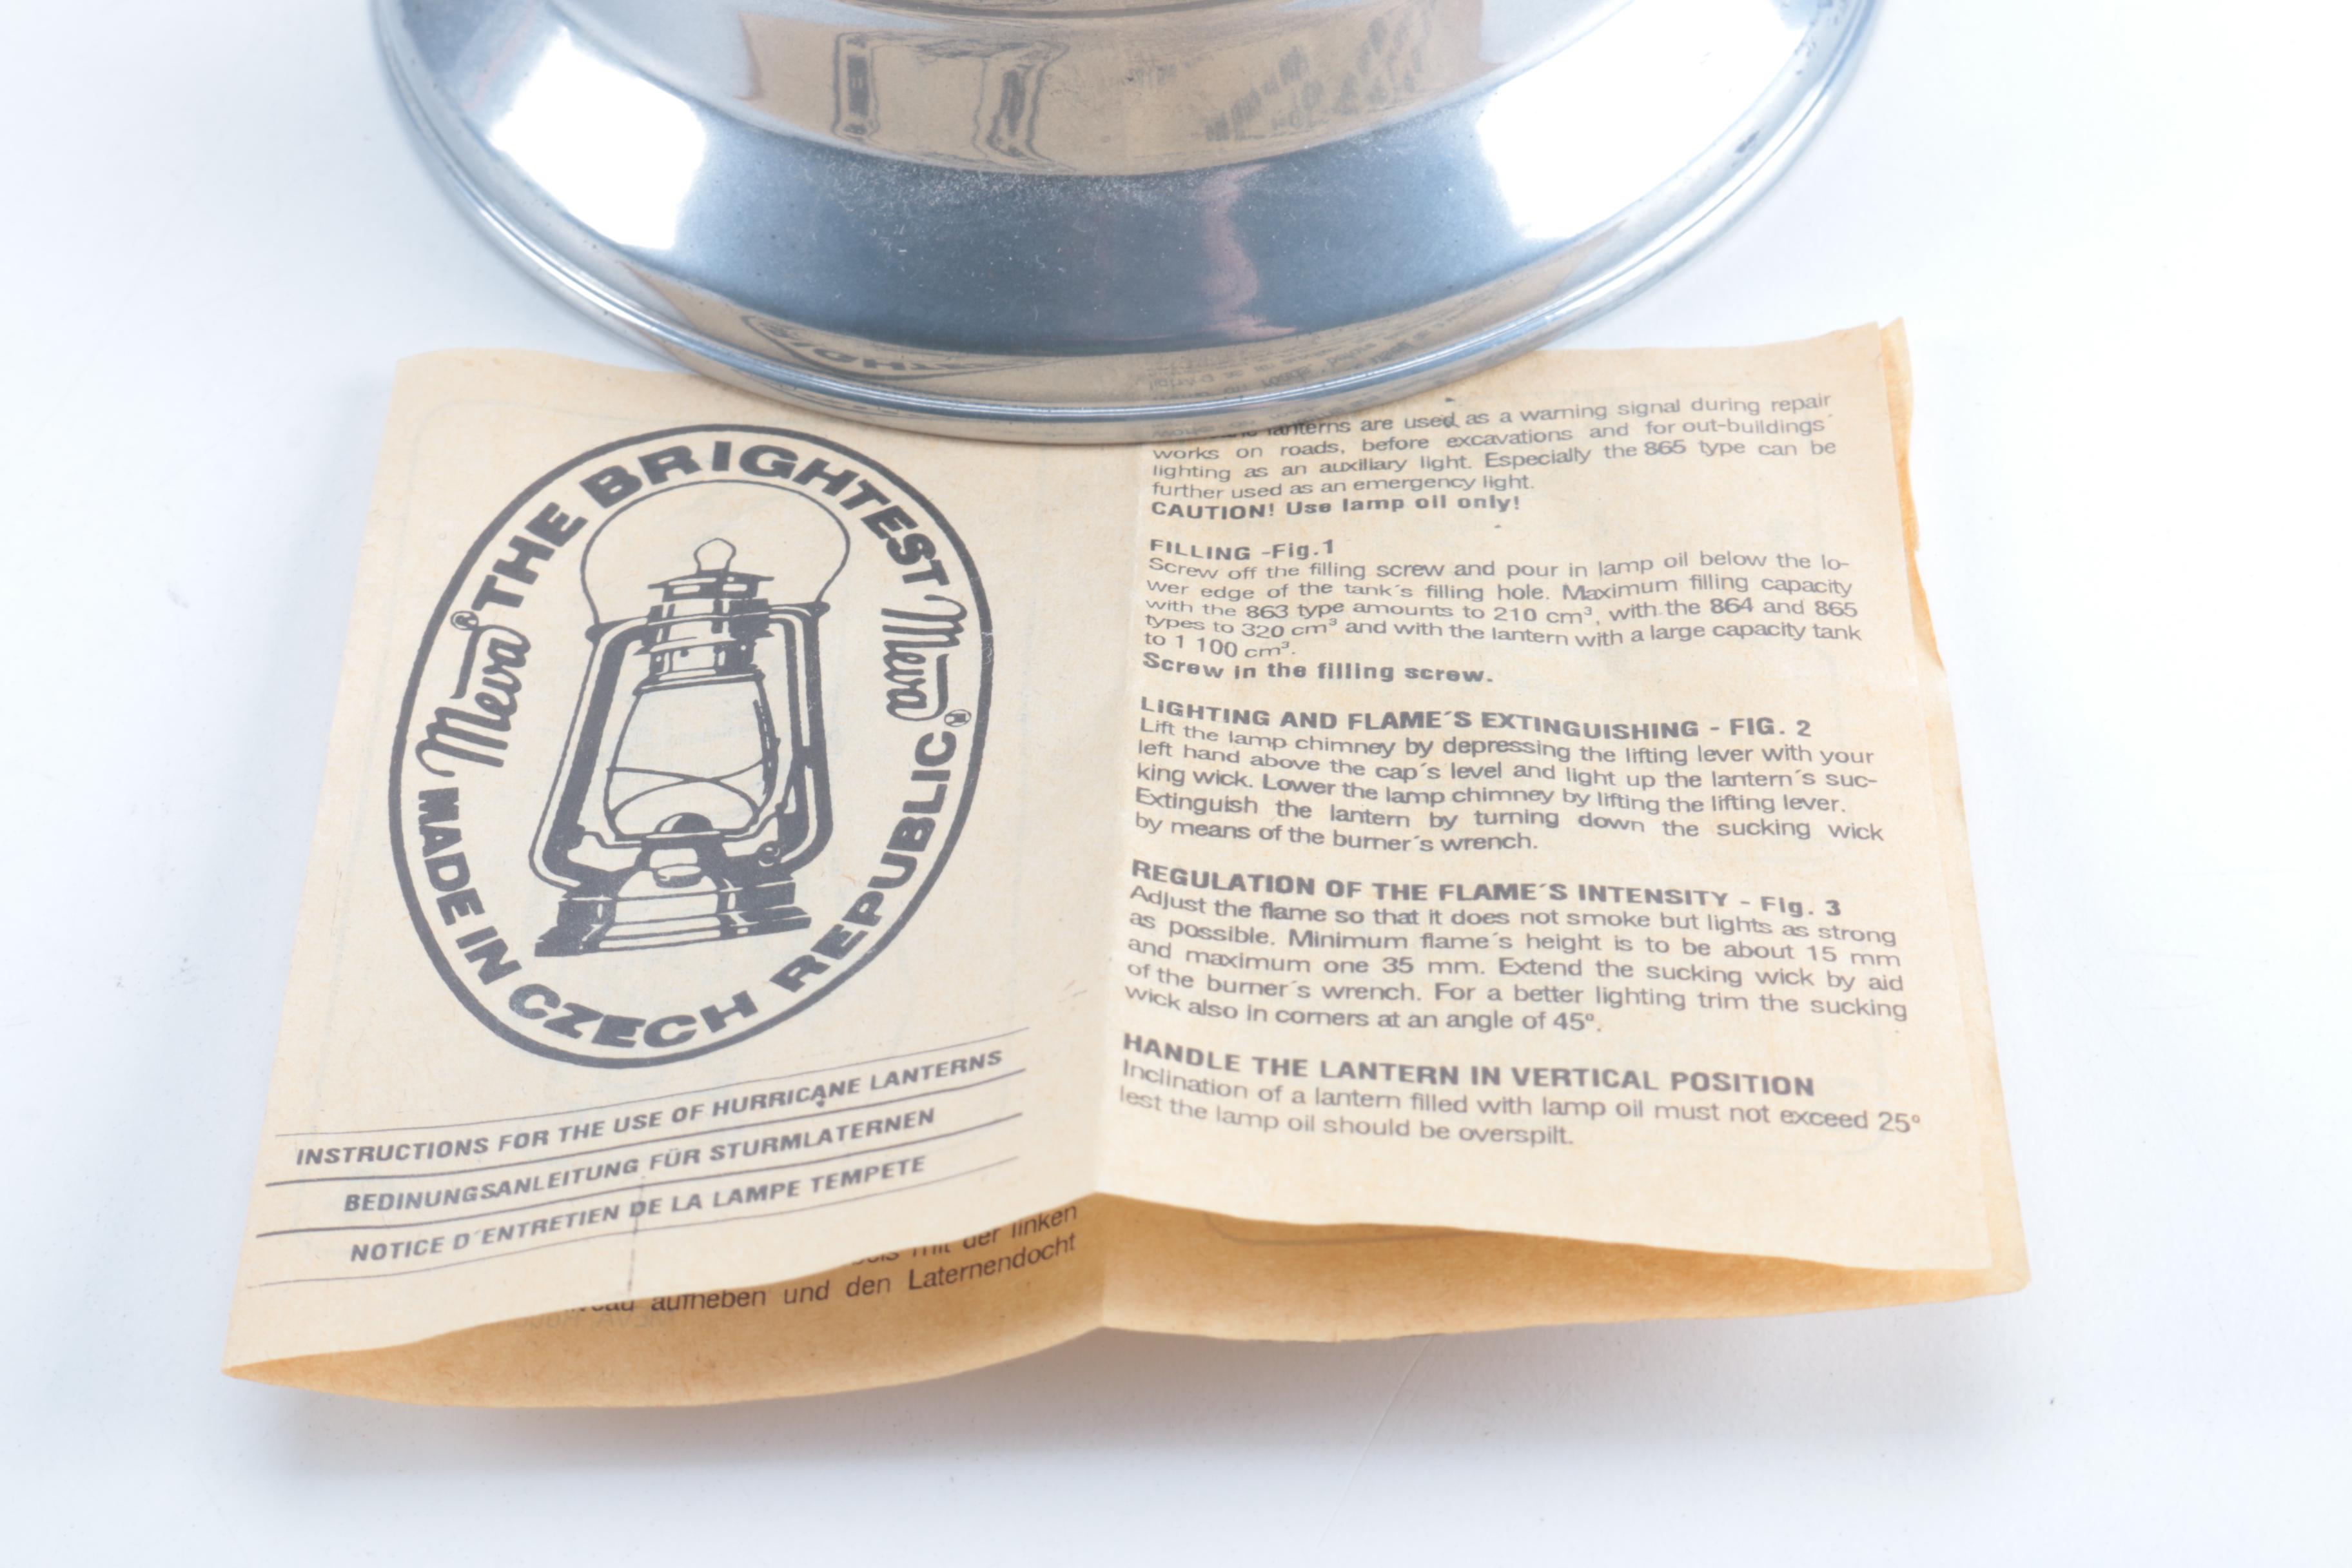 THE BRIGHTEST
Meva®
Meva®
MADE IN CZECH REPUBLIC
INSTRUCTIONS FOR THE USE OF HURRICANE LANTERNS
BEDINUNGSANLEITUNG FÜR STURMLATERNEN
NOTICE D´ENTRETIEN DE LA LAMPE TEMPETE
mit der linken
aufheben und den Laternendocht
lanterns are used as a warning signal during repair
works on roads, before excavations and for out-buildings´
lighting as an auxiliary light. Especially the 865 type can be
further used as an emergency light.
CAUTION! Use lamp oil only!
FILLING -Fig.1
Screw off the filling screw and pour in lamp oil below the lo-
wer edge of the tank´s filling hole. Maximum filling capacity
with the 863 type amounts to 210 cm³, with the 864 and 865
types to 320 cm³ and with the lantern with a large capacity tank
to 1 100 cm³.
Screw in the filling screw.
LIGHTING AND FLAME´S EXTINGUISHING - FIG. 2
Lift the lamp chimney by depressing the lifting lever with your
left hand above the cap´s level and light up the lantern´s suc-
king wick. Lower the lamp chimney by lifting the lifting lever.
Extinguish the lantern by turning down the sucking wick
by means of the burner´s wrench.
REGULATION OF THE FLAME´S INTENSITY - Fig. 3
Adjust the flame so that it does not smoke but lights as strong
as possible. Minimum flame´s height is to be about 15 mm
and maximum one 35 mm. Extend the sucking wick by aid
of the burner´s wrench. For a better lighting trim the sucking
wick also in corners at an angle of 45°.
HANDLE THE LANTERN IN VERTICAL POSITION
Inclination of a lantern filled with lamp oil must not exceed 25°
lest the lamp oil should be overspilt.